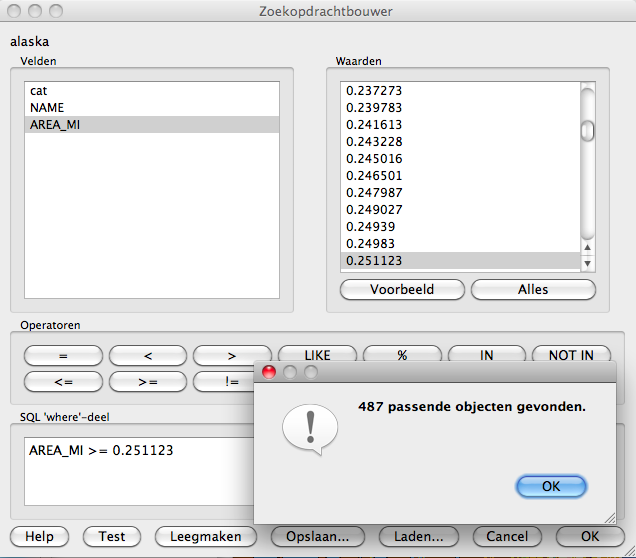 Zoekopdrachtbouwer
alaska
Velden
Waarden
cat
NAME
AREA_MI
0.237273
0.239783
0.241613
0.243228
0.245016
0.246501
0.247987
0.249027
0.24939
0.24983
0.251123
Voorbeeld
Alles
Operatoren
= < > LIKE % IN NOT IN
<= >= !=
487 passende objecten gevonden.
OK
SQL 'where'-deel
AREA_MI >= 0.251123
Help Test Leegmaken Opslaan... Laden... Cancel OK